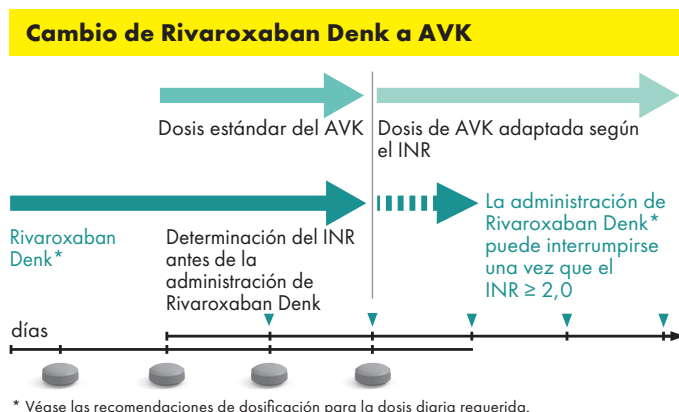 Cambio de Rivaroxaban Denk a AVK
Dosis estándar del AVK
Dosis de AVK adaptada según
el INR
Rivaroxaban
Denk*
Determinación del INR
antes de la
administración de
Rivaroxaban Denk
La administración de
Rivaroxaban Denk*
puede interrumpirse
una vez que el
INR ≥ 2,0
días
* Véase las recomendaciones de dosificación para la dosis diaria requerida.